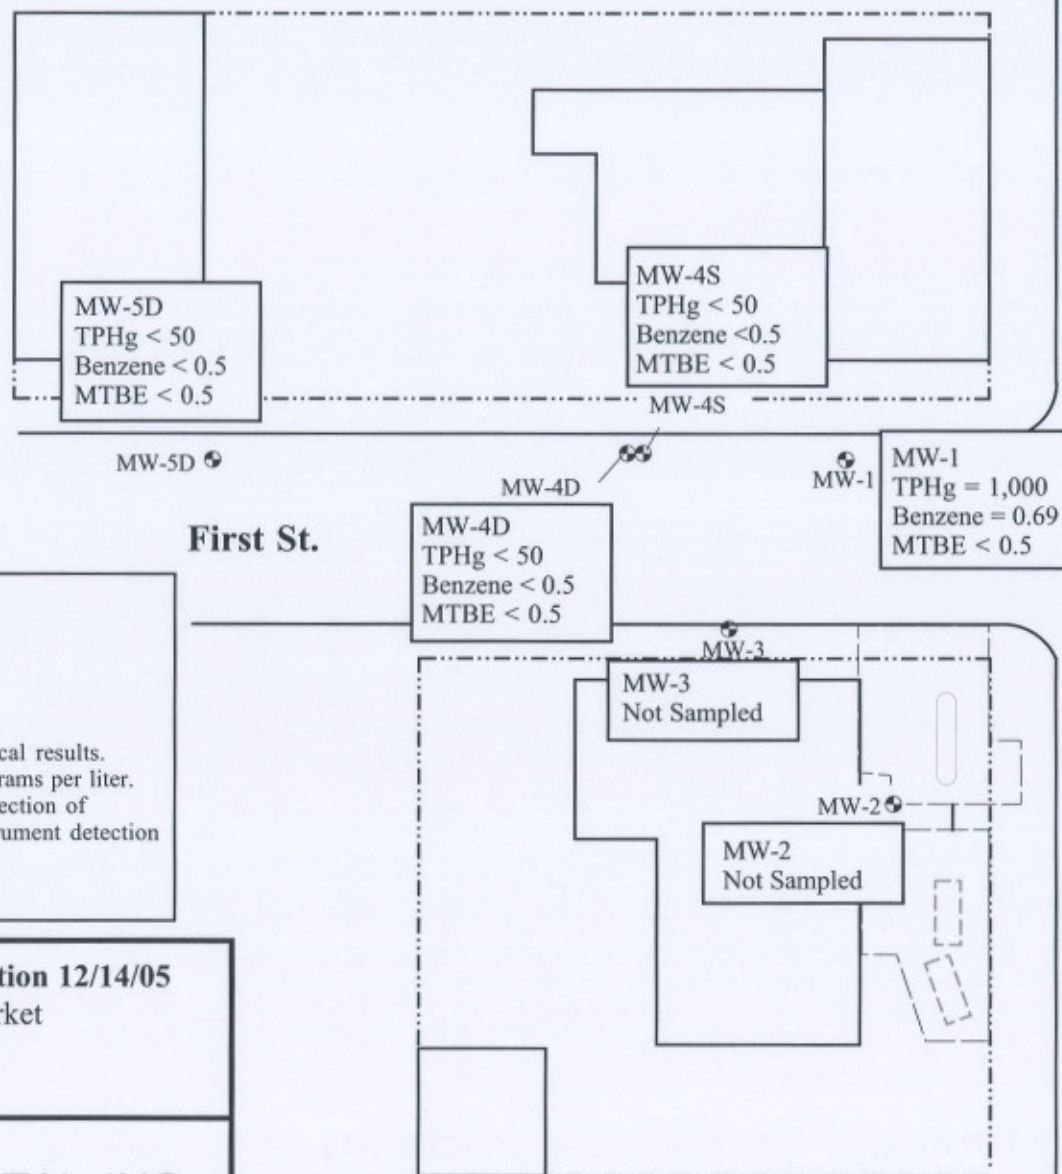 MW-5D
TPHg < 50
Benzene < 0.5
MTBE < 0.5
MW-4S
TPHg < 50
Benzene <0.5
MTBE < 0.5
MW-4S
MW-5D
MW-4D
MW-1
MW-1
TPHg = 1,000
Benzene = 0.69
MTBE < 0.5
First St.
MW-4D
TPHg < 50
Benzene < 0.5
MTBE < 0.5
MW-3
MW-3
Not Sampled
cal results.
rams per liter.
ection of
rument detection
MW-2
MW-2
Not Sampled
tion 12/14/05
rket